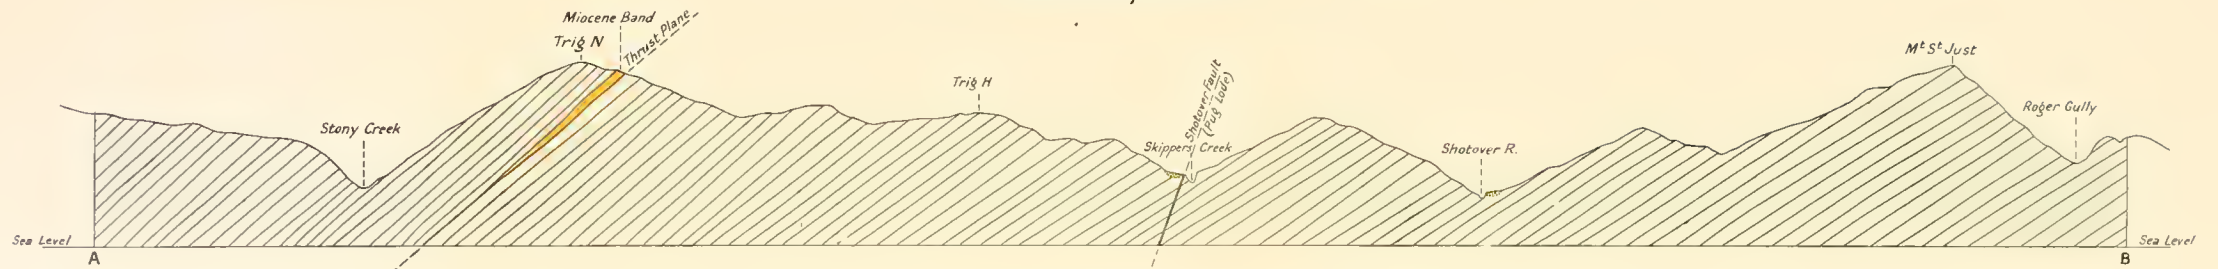 Miocene Band
Trig N
Thrust Plane
Stony Creek
Trig H
Shotover Fault
(Pug Lode)
Skippers Creek
Shotover R.
Mt St Just
Roger Gully
Sea Level
A
B
Sea Level